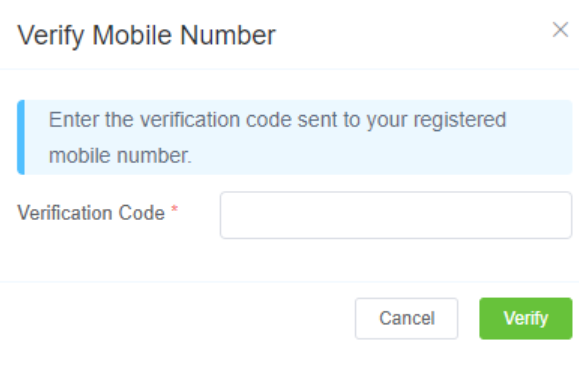 Verify Mobile Number
Enter the verification code sent to your registered
mobile number.
Verification Code *
Cancel Verify